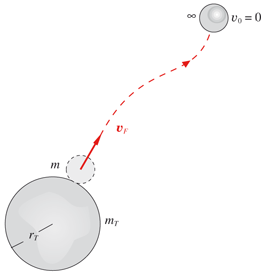 ∞ v₀ = 0
v_F
m
m_T
r_T